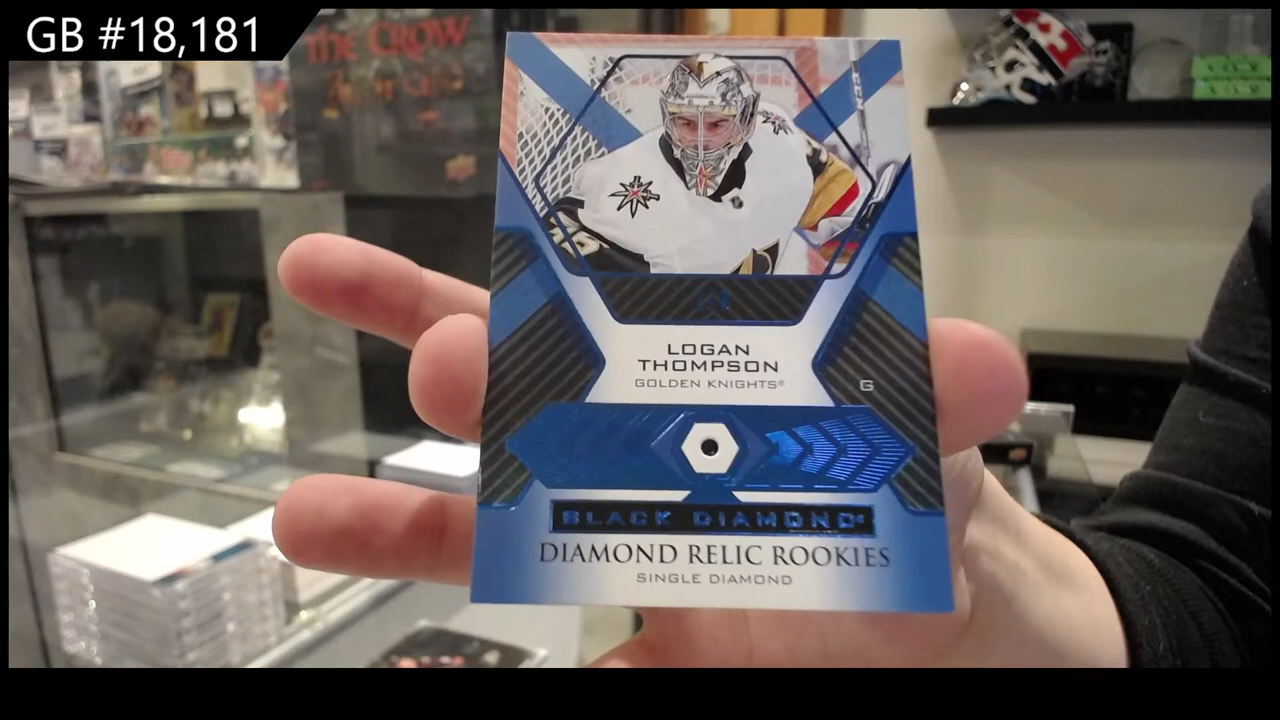 GB #18,181
THE CROW
LOGAN
THOMPSON
GOLDEN KNIGHTS®
G
BLACK DIAMOND
DIAMOND RELIC ROOKIES
SINGLE DIAMOND